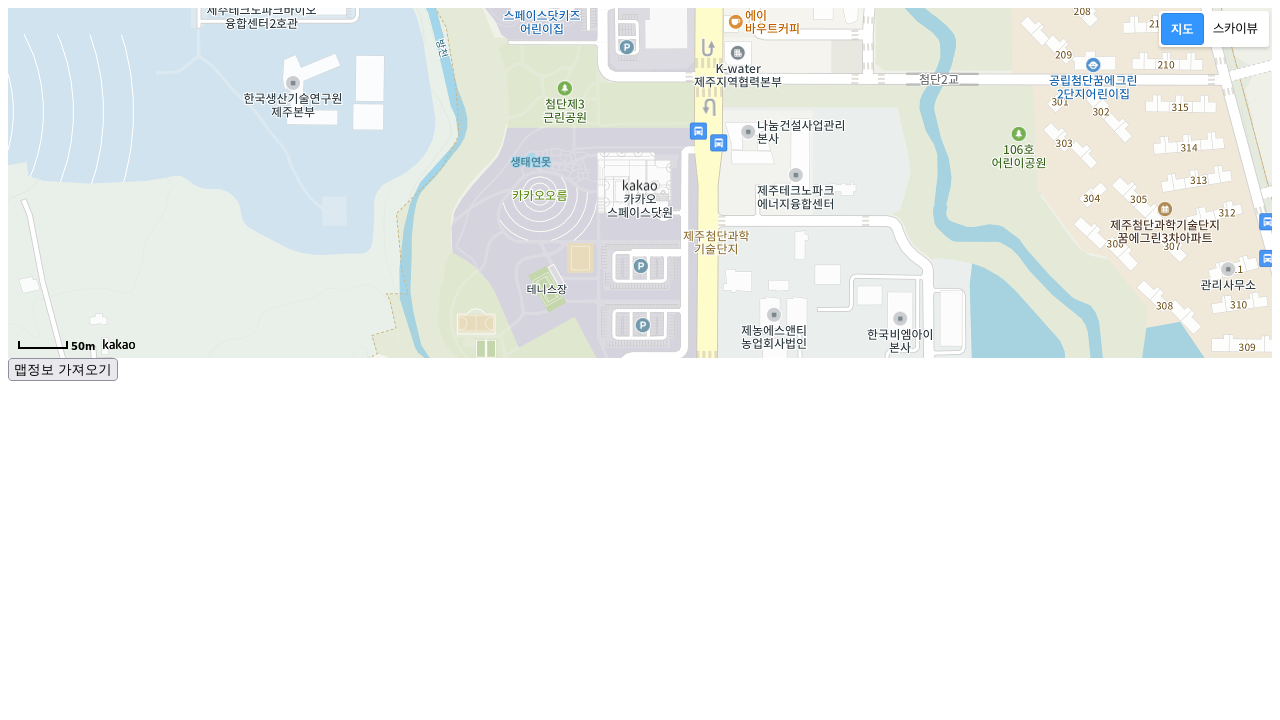 제주테크노파크바이오
융합센터2호관
스페이스닷키즈
어린이집
에이
바우트커피
208
209
210
지도
스카이뷰
방천
K-water
제주지역협력본부
첨단2교
공립첨단꿈에그린
2단지어린이집
한국생산기술연구원
제주본부
첨단제3
근린공원
301
302
315
나눔건설사업관리
본사
303
314
106호
어린이공원
생태연못
kakao
카카오
스페이스닷원
카카오오름
제주테크노파크
에너지융합센터
313
304
305
312
제주첨단과학기술단지
꿈에그린3차아파트
307
제주첨단과학
기술단지
관리사무소
테니스장
308
310
제농에스앤티
농업회사법인
한국비엠아이
본사
309
50m
kakao
맵정보 가져오기